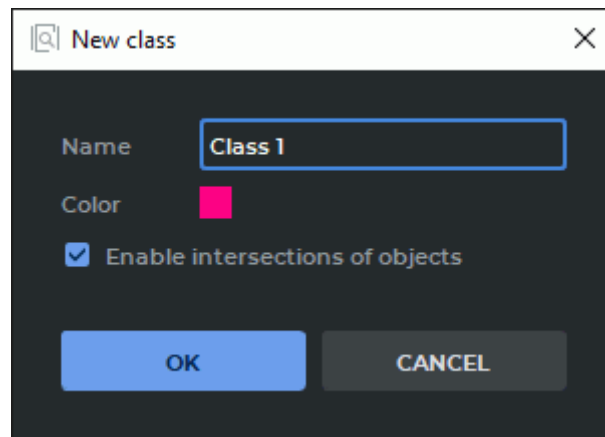 New class
Name Class 1
Color
Enable intersections of objects
OK CANCEL